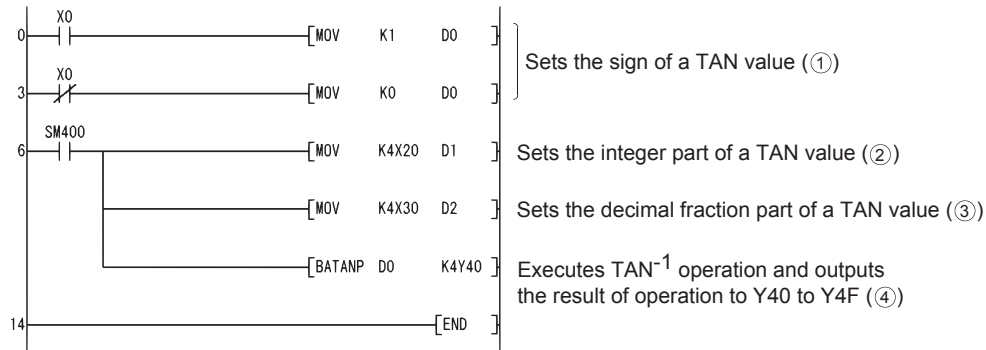 X0
0 [MOV K1 D0 ]
Sets the sign of a TAN value (①)
X0
3 [MOV K0 D0 ]
SM400
6 [MOV K4X20 D1 ] Sets the integer part of a TAN value (②)
[MOV K4X30 D2 ] Sets the decimal fraction part of a TAN value (③)
[BATANP D0 K4Y40 ] Executes TAN-1 operation and outputs
the result of operation to Y40 to Y4F (④)
14 [END ]